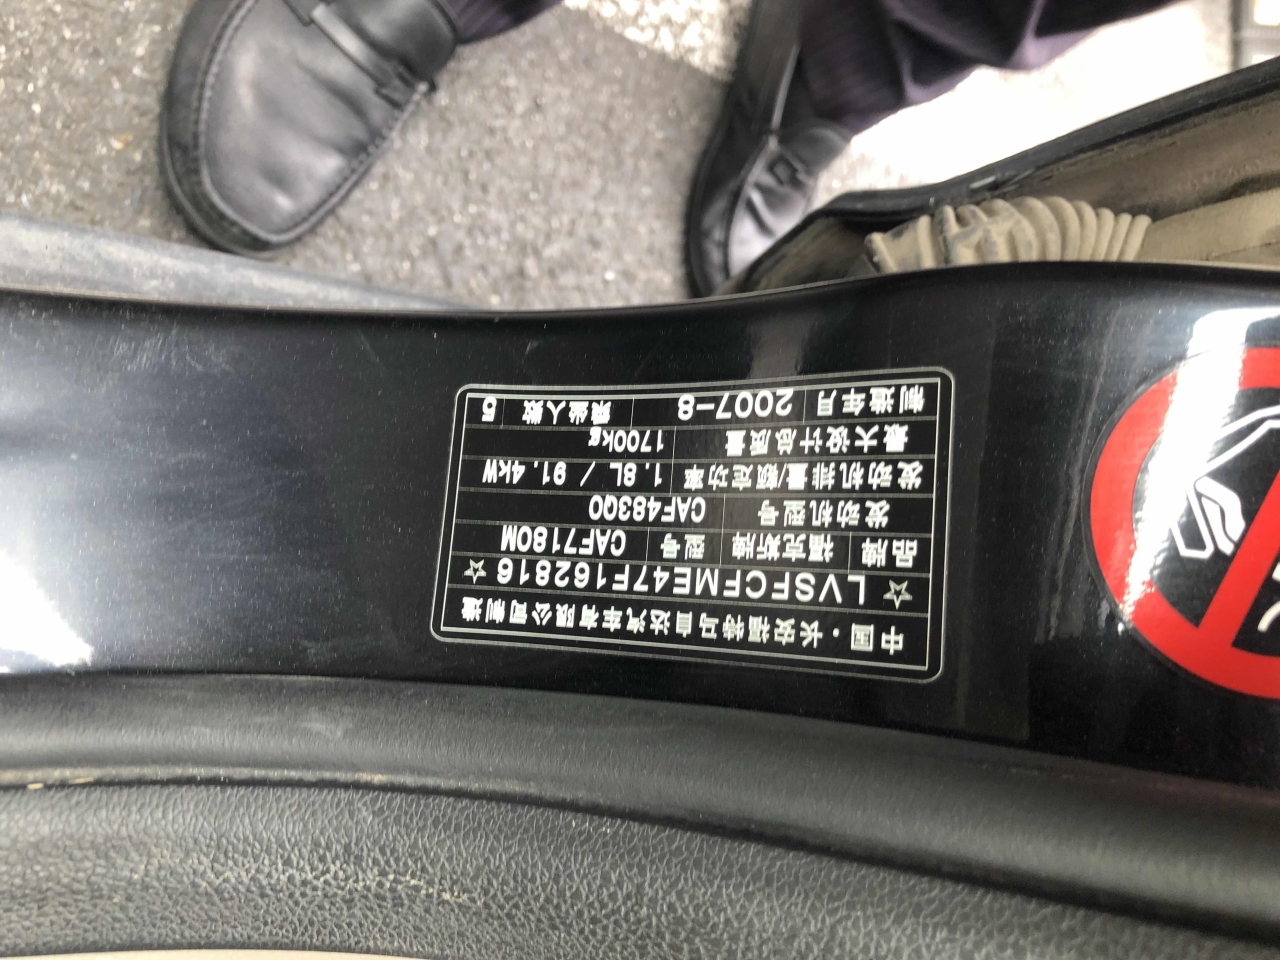 中国·长安福特马自达汽车有限公司制造
☆LVSFCFME47F162816☆
品牌 福克斯牌 型号 CAF7180M
发动机型号 CAF483Q0
发动机排量/额定功率 1.8L / 91.4kW
最大设计总质量 1700kg
制造年月 2007-8 乘坐人数 5